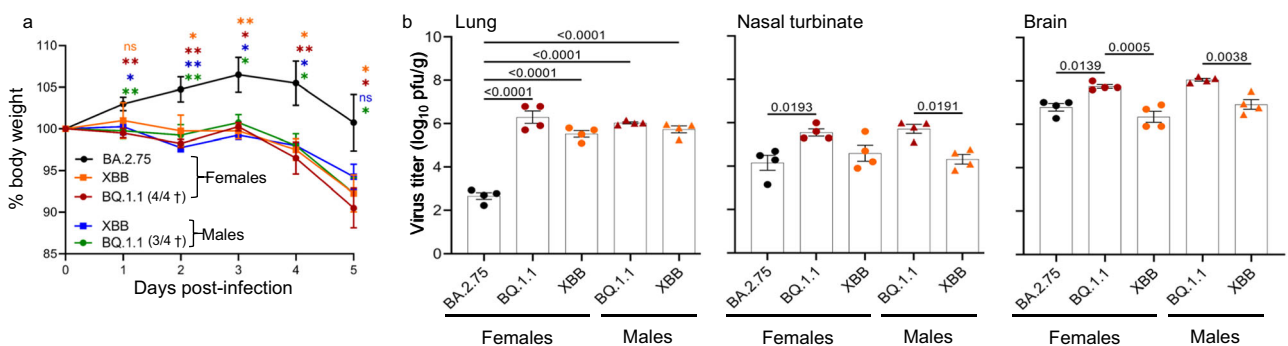 a
110
105
100
95
90
85
% body weight
ns
**
*
**
*
**
**
**
**
*
*
*
*
**
*
*
*
*
ns
*
BA.2.75
XBB
BQ.1.1 (4/4 †)
Females
XBB
BQ.1.1 (3/4 †)
Males
0 1 2 3 4 5
Days post-infection
b
Lung
10
8
6
4
2
0
Virus titer (log10 pfu/g)
<0.0001
<0.0001
<0.0001
<0.0001
BA.2.75 BQ.1.1 XBB BQ.1.1 XBB
Females Males
Nasal turbinate
0.0193 0.0191
BA.2.75 BQ.1.1 XBB BQ.1.1 XBB
Females Males
Brain
0.0005
0.0139 0.0038
BA.2.75 BQ.1.1 XBB BQ.1.1 XBB
Females Males